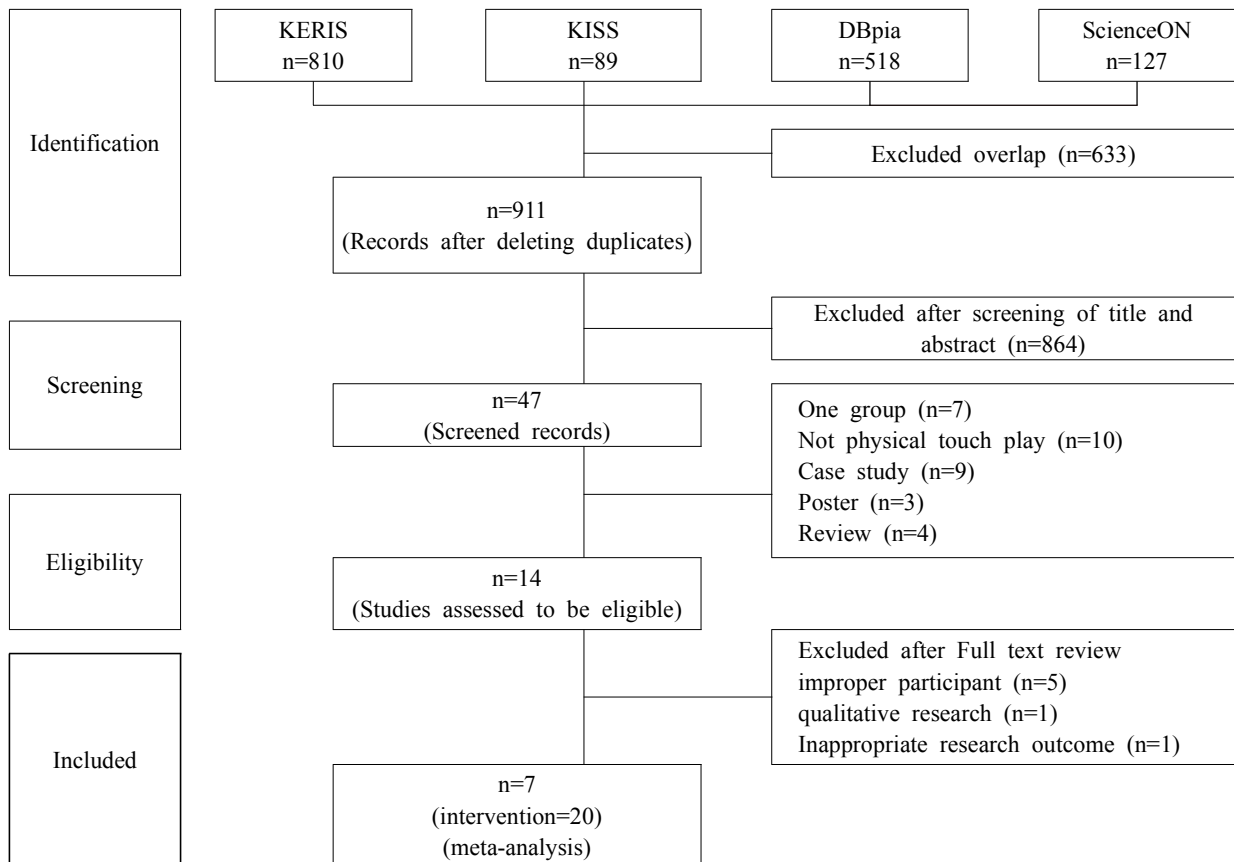 KERIS
n=810
KISS
n=89
DBpia
n=518
ScienceON
n=127
Identification
Excluded overlap (n=633)
n=911
(Records after deleting duplicates)
Excluded after screening of title and
abstract (n=864)
Screening
n=47
(Screened records)
One group (n=7)
Not physical touch play (n=10)
Case study (n=9)
Poster (n=3)
Review (n=4)
Eligibility
n=14
(Studies assessed to be eligible)
Excluded after Full text review
improper participant (n=5)
qualitative research (n=1)
Inappropriate research outcome (n=1)
Included
n=7
(intervention=20)
(meta-analysis)